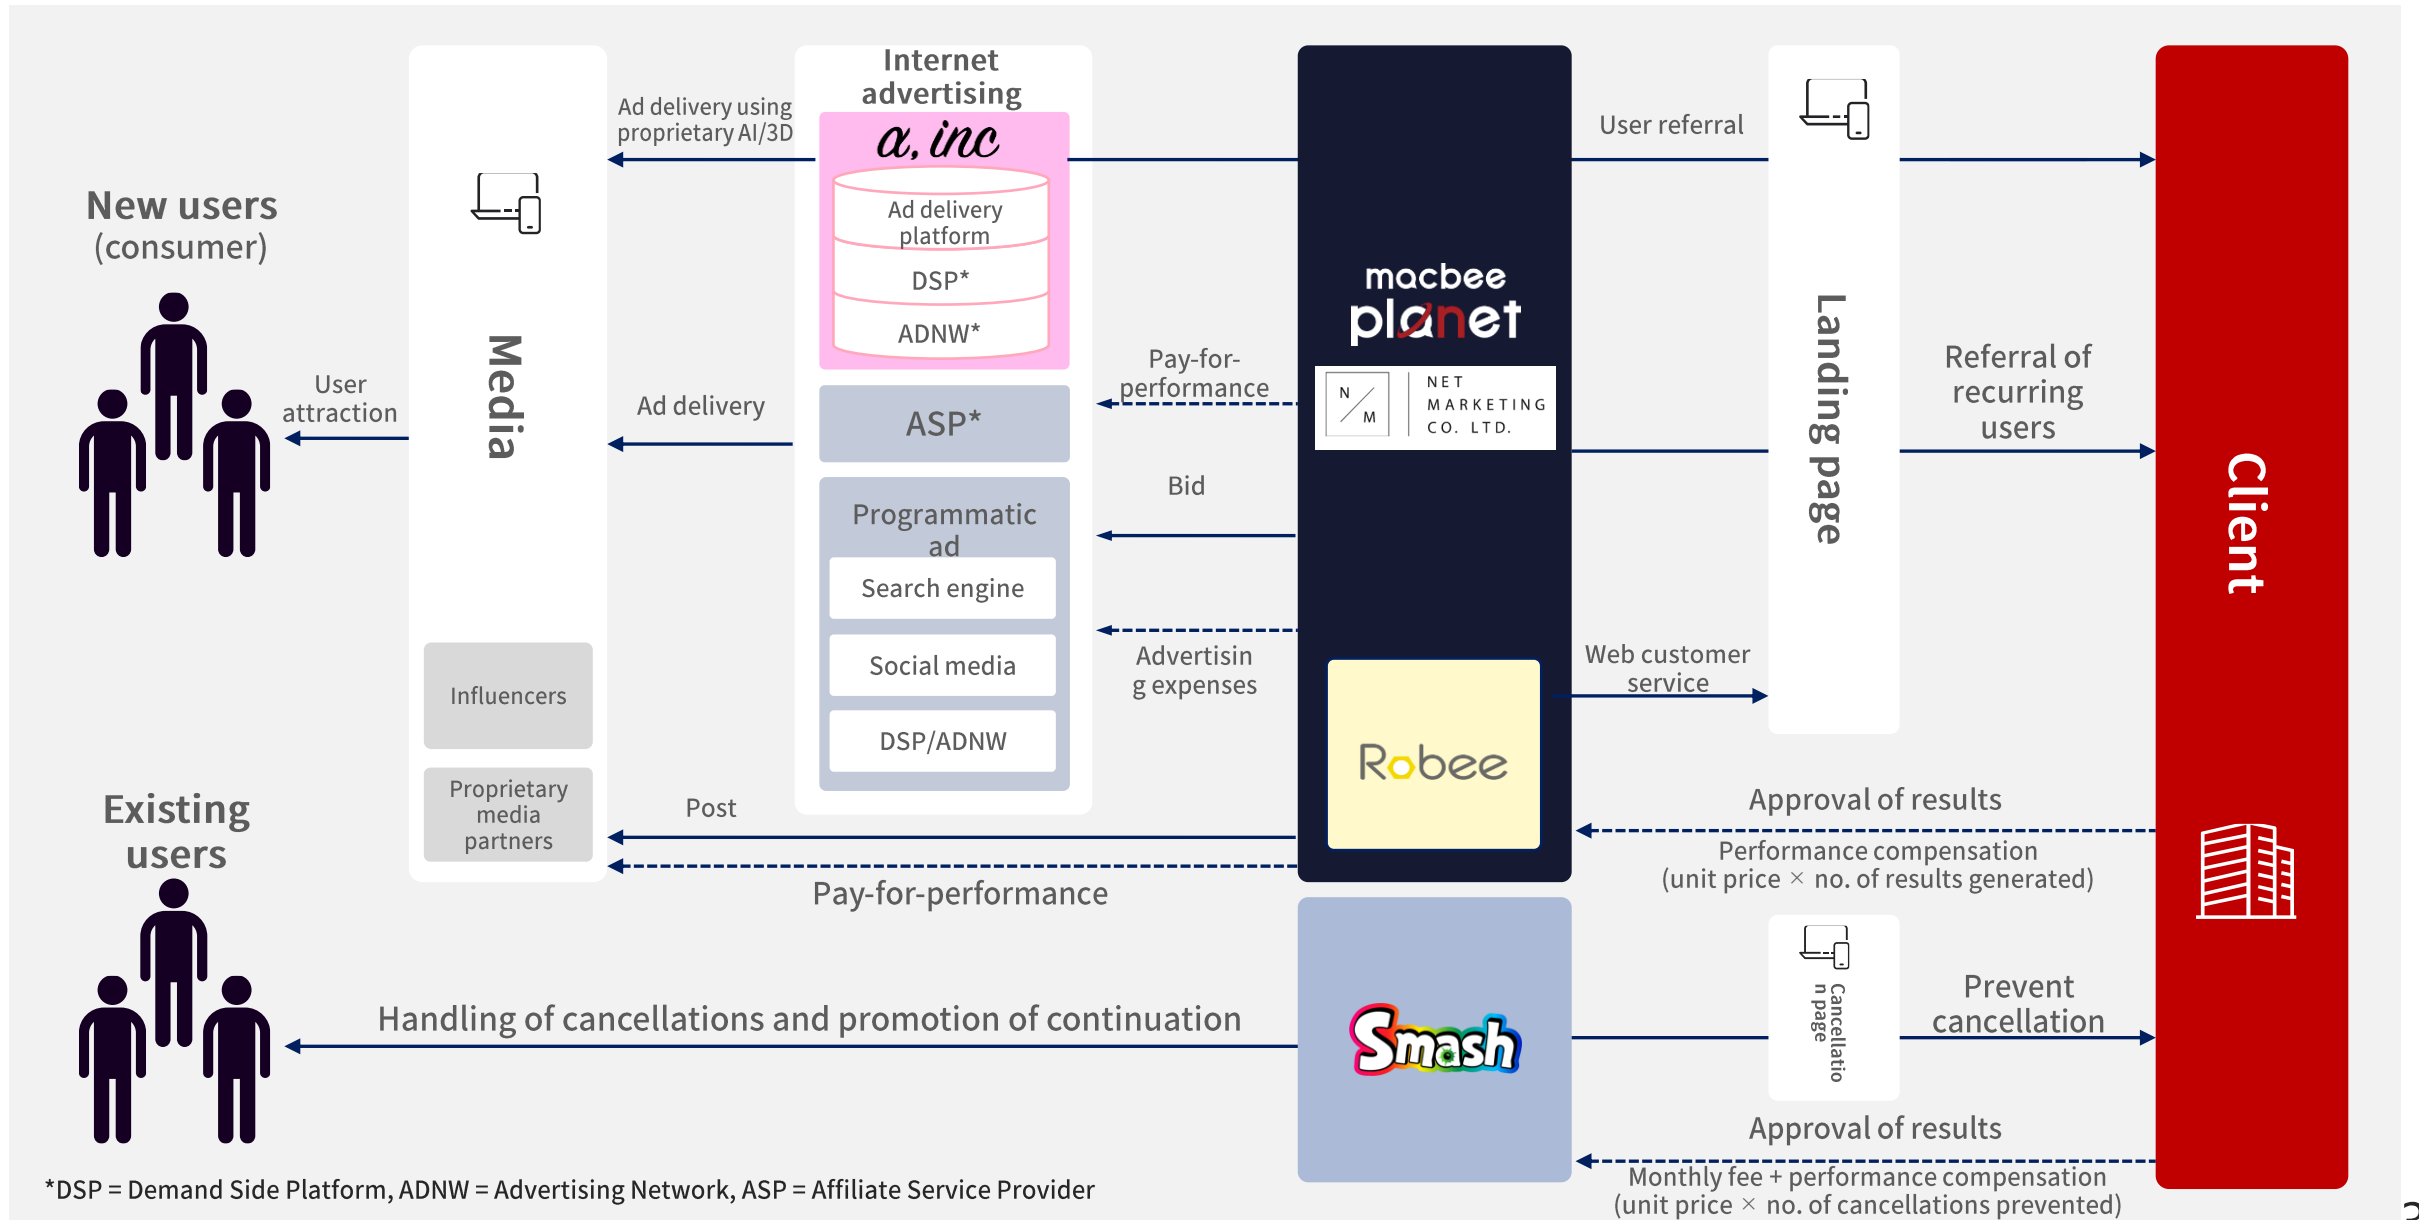 New users
(consumer)
User
attraction
Existing
users
Media
Influencers
Proprietary
media
partners
Ad delivery using
proprietary AI/3D
Ad delivery
Post
Pay-for-performance
Internet
advertising
α, inc
Ad delivery
platform
DSP*
ADNW*
ASP*
Programmatic
ad
Search engine
Social media
DSP/ADNW
Pay-for-
performance
Bid
Advertisin
g expenses
macbee
planet
N
M
NET
MARKETING
CO. LTD.
Robee
User referral
Web customer
service
Landing page
Referral of
recurring
users
Client
Approval of results
Performance compensation
(unit price × no. of results generated)
Handling of cancellations and promotion of continuation
Smash
Cancellatio
n page
Prevent
cancellation
Approval of results
Monthly fee + performance compensation
(unit price × no. of cancellations prevented)
*DSP = Demand Side Platform, ADNW = Advertising Network, ASP = Affiliate Service Provider